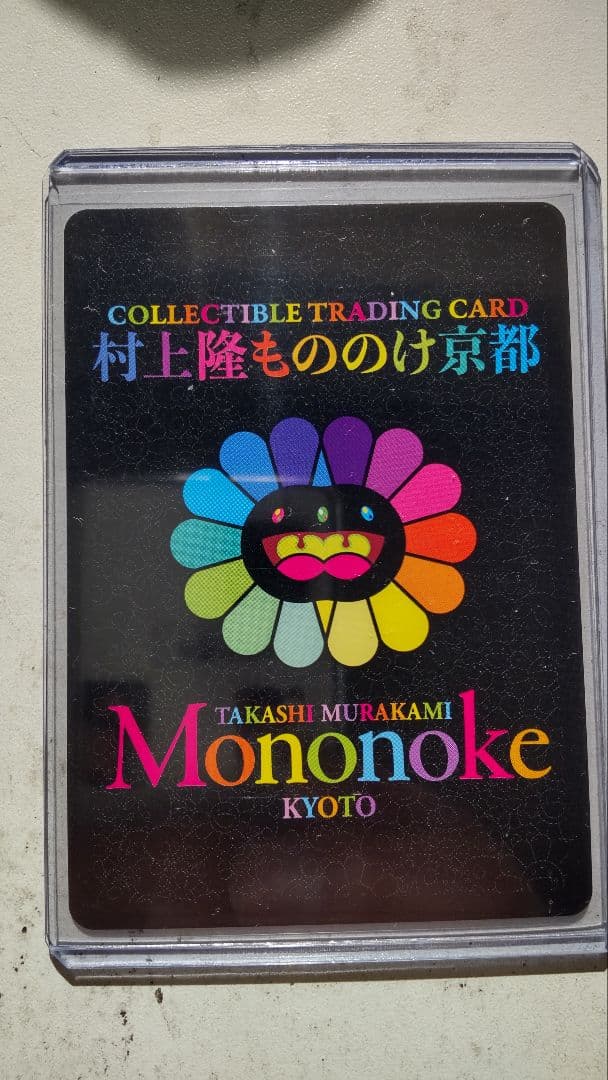 COLLECTIBLE TRADING CARD
村上隆もののけ京都
TAKASHI MURAKAMI
Mononoke
KYOTO